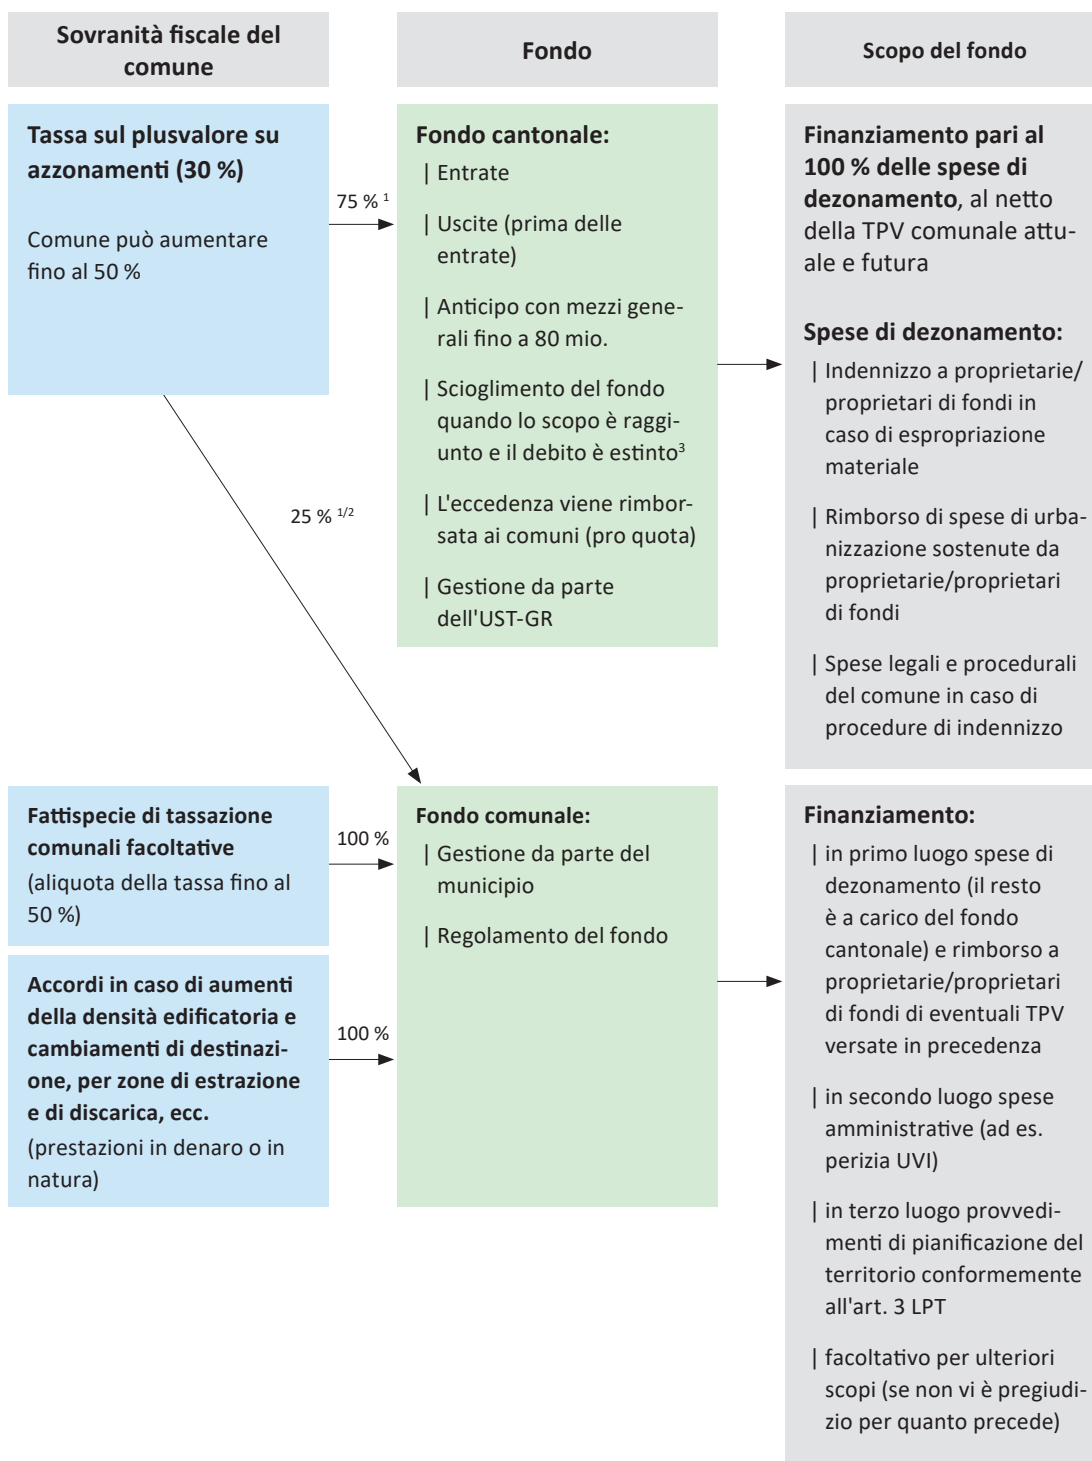 Sovranità fiscale del
comune
Fondo
Scopo del fondo
Tassa sul plusvalore su
azzonamenti (30 %)
Comune può aumentare
fino al 50 %
75 % 1
25 % 1/2
Fondo cantonale:
| Entrate
| Uscite (prima delle
entrate)
| Anticipo con mezzi gene-
rali fino a 80 mio.
| Scioglimento del fondo
quando lo scopo è raggi-
unto e il debito è estinto3
| L'eccedenza viene rimbor-
sata ai comuni (pro quota)
| Gestione da parte
dell'UST-GR
Finanziamento pari al
100 % delle spese di
dezonamento, al netto
della TPV comunale attu-
ale e futura
Spese di dezonamento:
| Indennizzo a proprietarie/
proprietari di fondi in
caso di espropriazione
materiale
| Rimborso di spese di urba-
nizzazione sostenute da
proprietarie/proprietari
di fondi
| Spese legali e procedurali
del comune in caso di
procedure di indennizzo
Fattispecie di tassazione
comunali facoltative
(aliquota della tassa fino al
50 %)
100 %
Accordi in caso di aumenti
della densità edificatoria e
cambiamenti di destinazi-
one, per zone di estrazione
e di discarica, ecc.
(prestazioni in denaro o in
natura)
100 %
Fondo comunale:
| Gestione da parte del
municipio
| Regolamento del fondo
Finanziamento:
| in primo luogo spese di
dezonamento (il resto
è a carico del fondo
cantonale) e rimborso a
proprietarie/proprietari
di fondi di eventuali TPV
versate in precedenza
| in secondo luogo spese
amministrative (ad es.
perizia UVI)
| in terzo luogo provvedi-
menti di pianificazione del
territorio conformemente
all'art. 3 LPT
| facoltativo per ulteriori
scopi (se non vi è pregiudi-
zio per quanto precede)